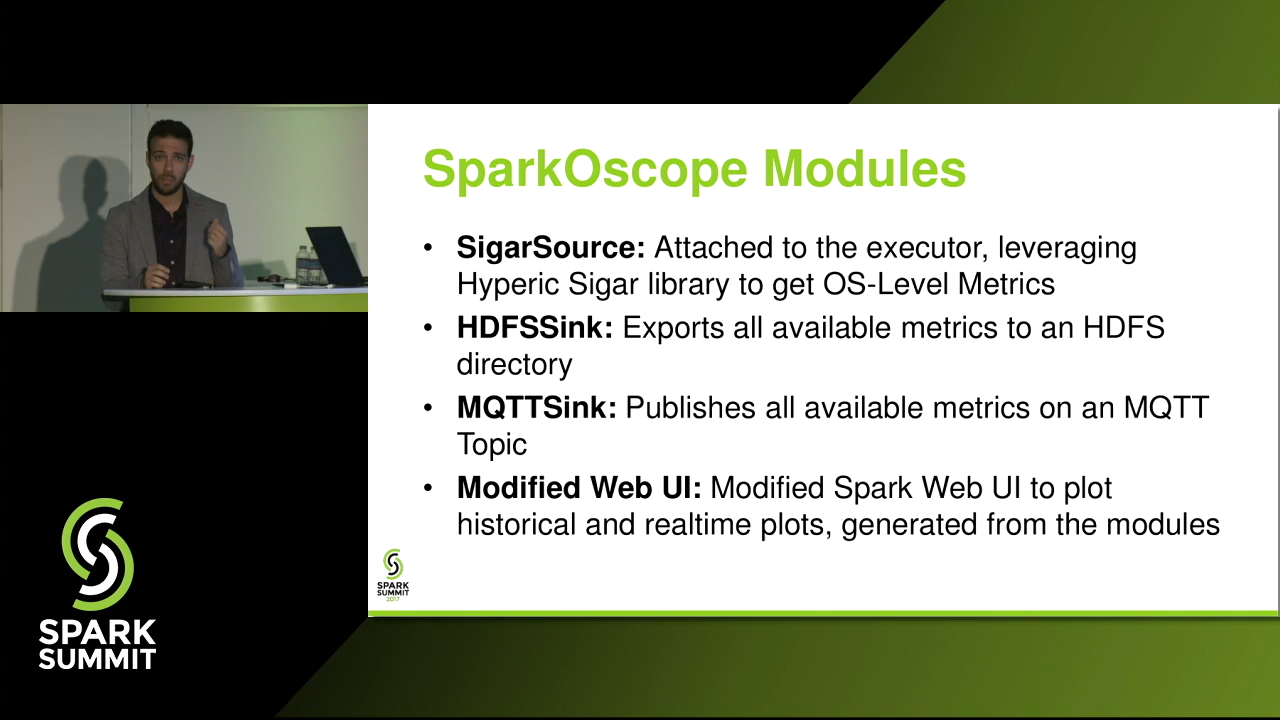 SparkOscope Modules
• SigarSource: Attached to the executor, leveraging
Hyperic Sigar library to get OS-Level Metrics
• HDFSSink: Exports all available metrics to an HDFS
directory
• MQTTSink: Publishes all available metrics on an MQTT
Topic
• Modified Web UI: Modified Spark Web UI to plot
historical and realtime plots, generated from the modules
SPARK
SUMMIT
2017
SPARK
SUMMIT